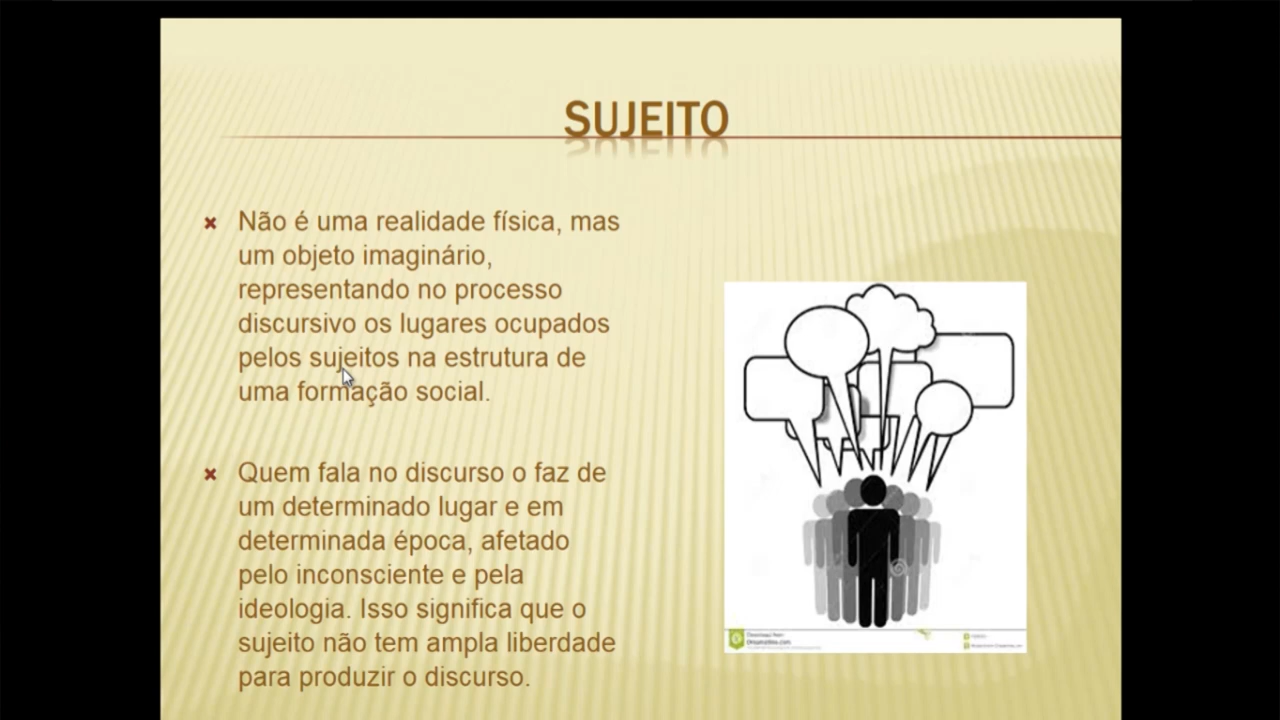 SUJEITO
Não é uma realidade física, mas
um objeto imaginário,
representando no processo
discursivo os lugares ocupados
pelos sujeitos na estrutura de
uma formação social.
Quem fala no discurso o faz de
um determinado lugar e em
determinada época, afetado
pelo inconsciente e pela
ideologia. Isso significa que o
sujeito não tem ampla liberdade
para produzir o discurso.